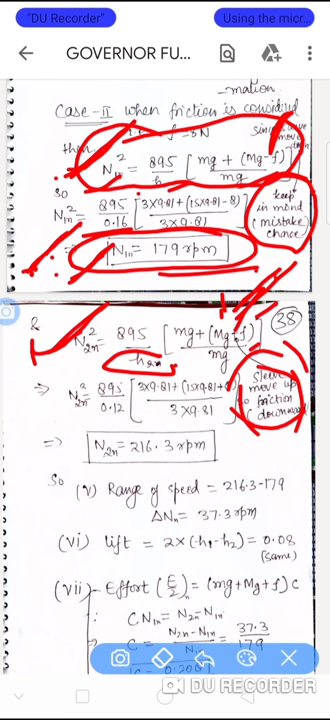 "DU Recorder"
Using the micr..
GOVERNOR FU...
-mation.
Case-II when friction is considered
i.e. f = 8N
then
N₁ₙ² = 895/h₁ [mg + (Mg-f)/mg]
since sleeve move down
So
N₁ₙ² = 895/0.16 [3×9.81 + (15×9.81-8)/3×9.81]
keep in mind (mistake chance)
N₁ₙ = 179 rpm
38
&
N₂ₙ² = 895/h₂ [mg + (Mg+f)/mg]
⇒ N₂ₙ² = 895/0.12 [3×9.81 + (15×9.81+8)/3×9.81]
sleeve move up so friction downward
⇒ N₂ₙ = 216.3 rpm
So (v) Range of speed = 216.3-179
ΔNₙ = 37.3 rpm
(vi) lift = 2×(h₁-h₂) = 0.08
(same)
(vii) Effort (E/2)ₙ = (mg+Mg+f) C
∴ CN₁ₙ = N₂ₙ-N₁ₙ
C = N₂ₙ-N₁ₙ/N₁ₙ = 37.3/179
DU RECORDER